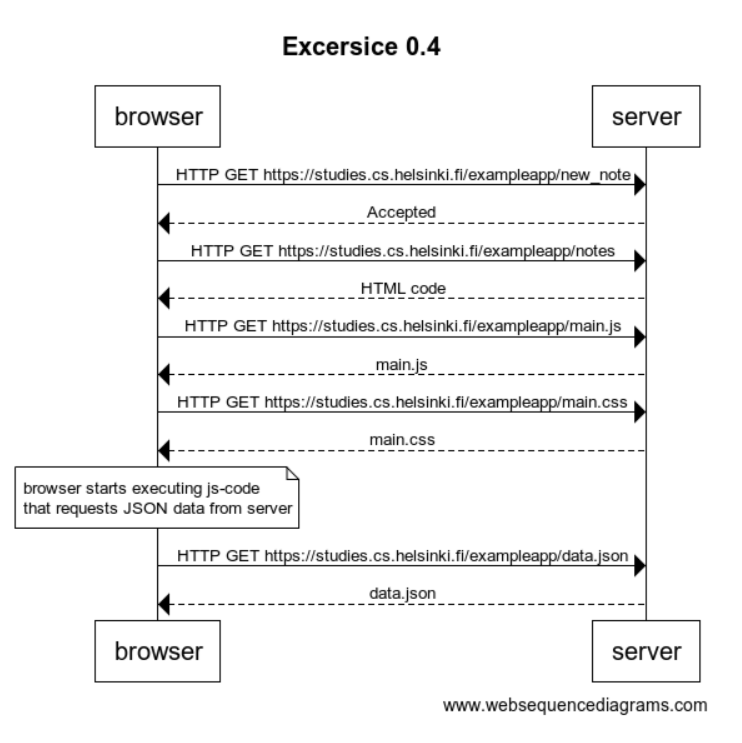 Excersice 0.4
browser
server
HTTP GET https://studies.cs.helsinki.fi/exampleapp/new_note
Accepted
HTTP GET https://studies.cs.helsinki.fi/exampleapp/notes
HTML code
HTTP GET https://studies.cs.helsinki.fi/exampleapp/main.js
main.js
HTTP GET https://studies.cs.helsinki.fi/exampleapp/main.css
main.css
browser starts executing js-code
that requests JSON data from server
HTTP GET https://studies.cs.helsinki.fi/exampleapp/data.json
data.json
browser
server
www.websequencediagrams.com